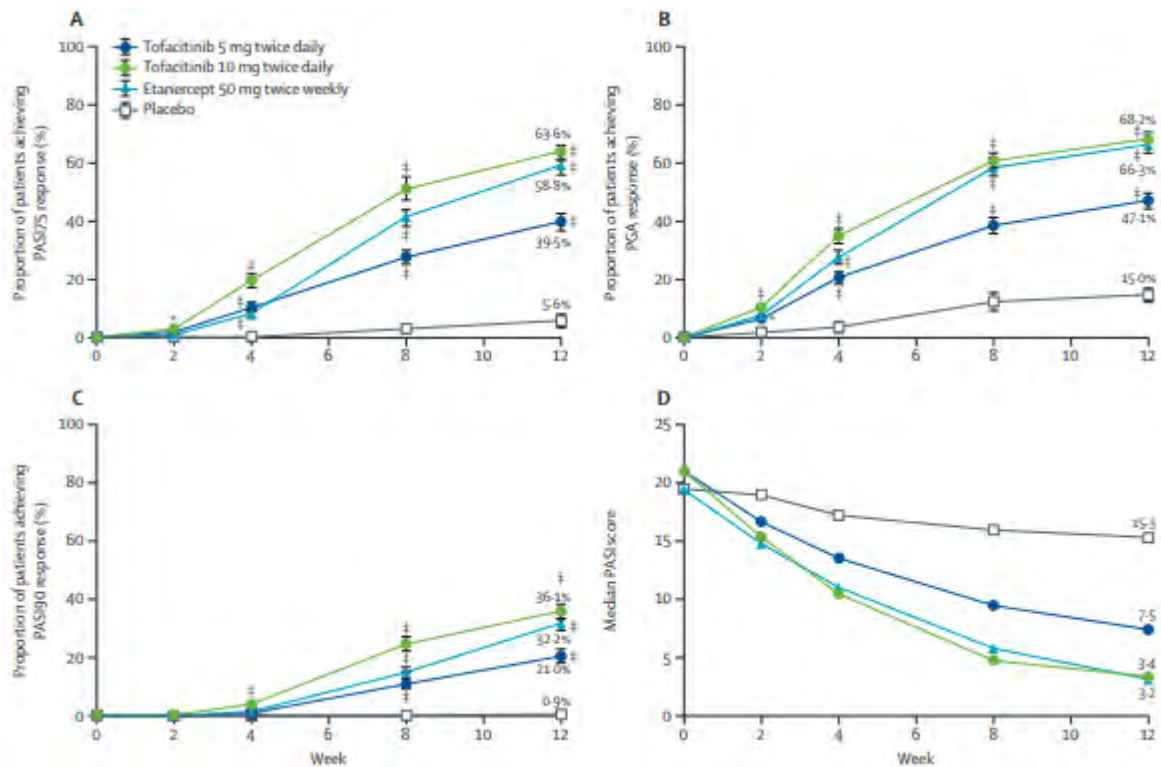 A
Tofacitinib 5 mg twice daily
Tofacitinib 10 mg twice daily
Etanercept 50 mg twice weekly
Placebo
Proportion of patients achieving
PASI75 response (%)
100
80
60
40
20
0
63·6%
‡
‡
58·8%
‡
39·5%
5·6%
0 2 4 6 8 10 12
B
Proportion of patients achieving
PGA response (%)
100
80
60
40
20
0
68·2%
‡
‡
66·3%
‡
47·1%
15·0%
0 2 4 6 8 10 12
C
Proportion of patients achieving
PASI90 response (%)
100
80
60
40
20
0
‡
36·1%
‡
32·2%
‡
21·0%
0·9%
0 2 4 6 8 10 12
Week
D
Median PASI score
25
20
15
10
5
0
15·3
7·5
3·4
3·2
0 2 4 6 8 10 12
Week